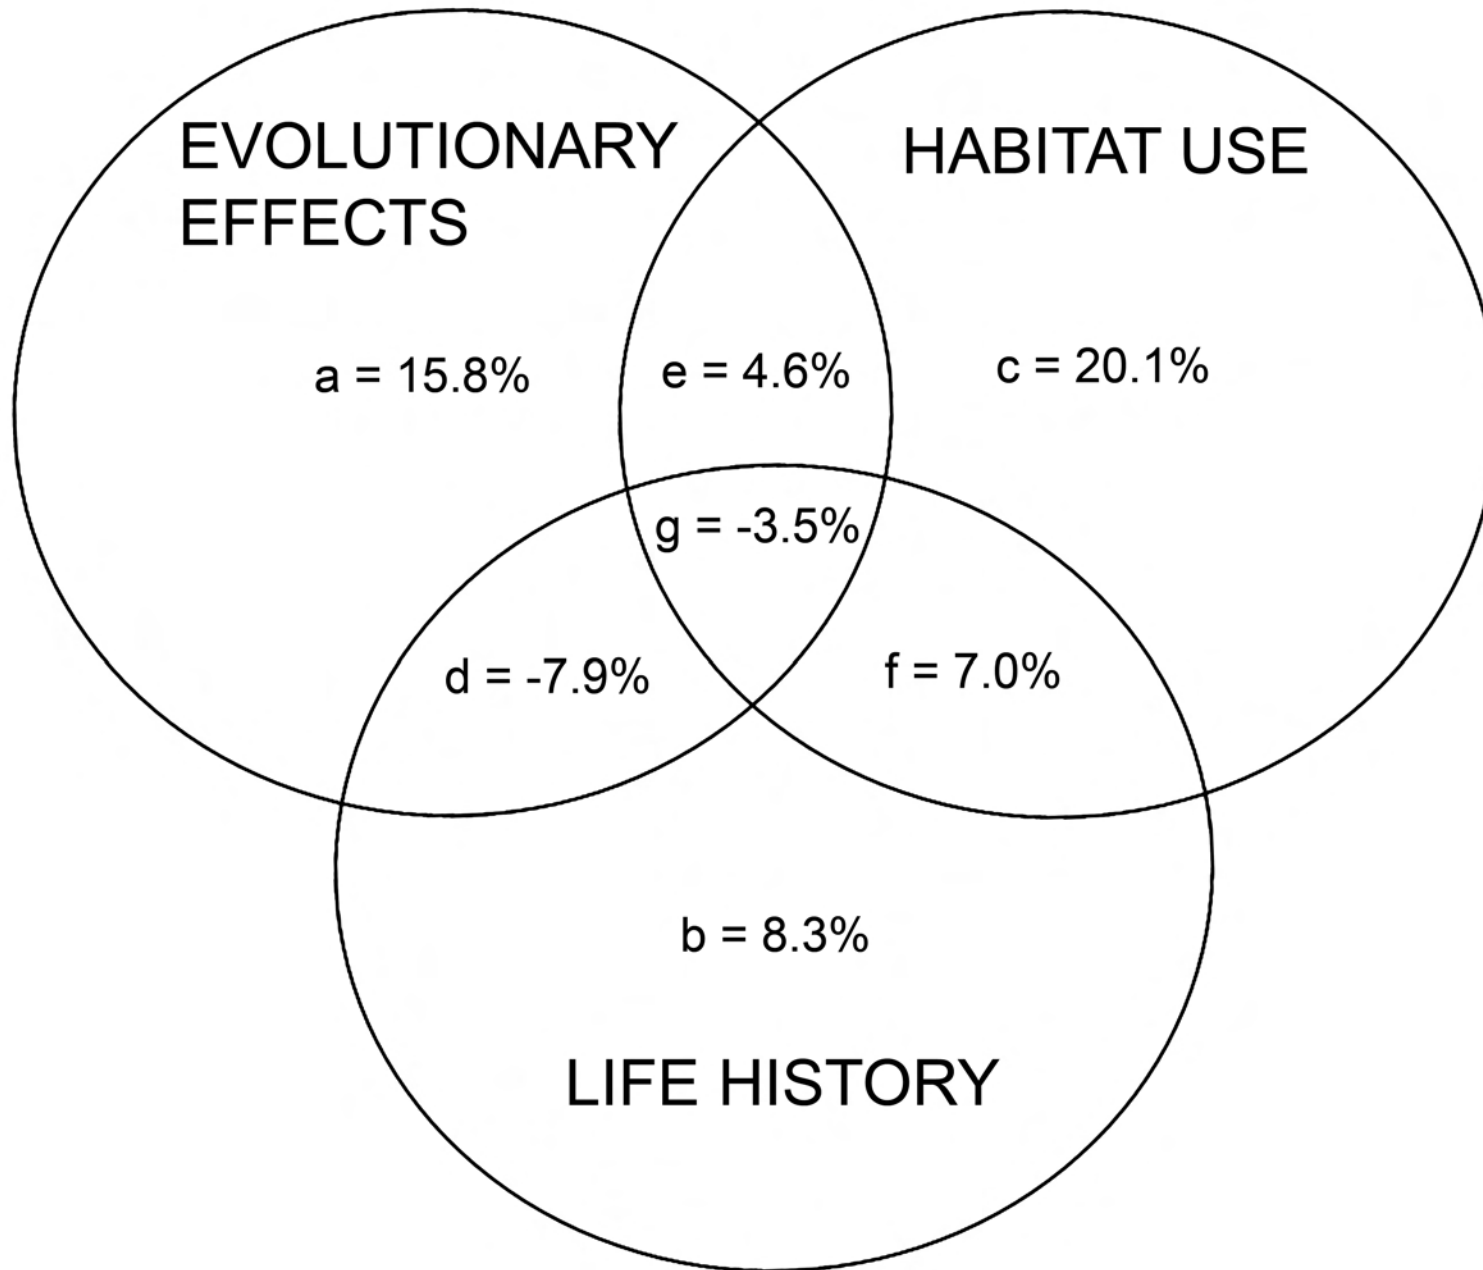 EVOLUTIONARY
EFFECTS
HABITAT USE
a = 15.8%
e = 4.6%
c = 20.1%
g = -3.5%
d = -7.9%
f = 7.0%
b = 8.3%
LIFE HISTORY